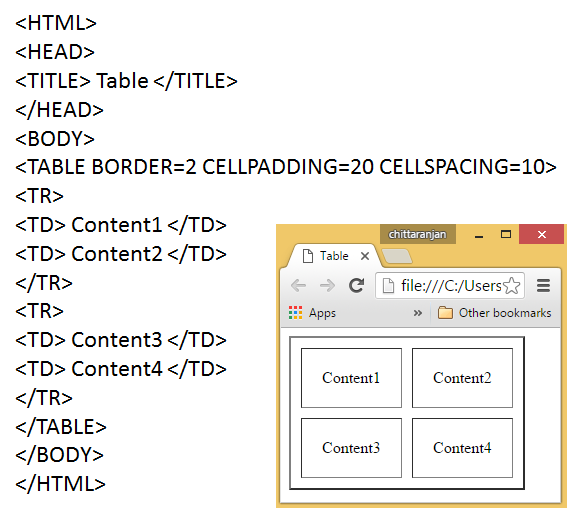 <HTML>
<HEAD>
<TITLE> Table </TITLE>
</HEAD>
<BODY>
<TABLE BORDER=2 CELLPADDING=20 CELLSPACING=10>
<TR>
<TD> Content1 </TD>
<TD> Content2 </TD>
</TR>
<TR>
<TD> Content3 </TD>
<TD> Content4 </TD>
</TR>
</TABLE>
</BODY>
</HTML>
chittaranjan
Table
file:///C:/Users
Apps » Other bookmarks
Content1 Content2
Content3 Content4